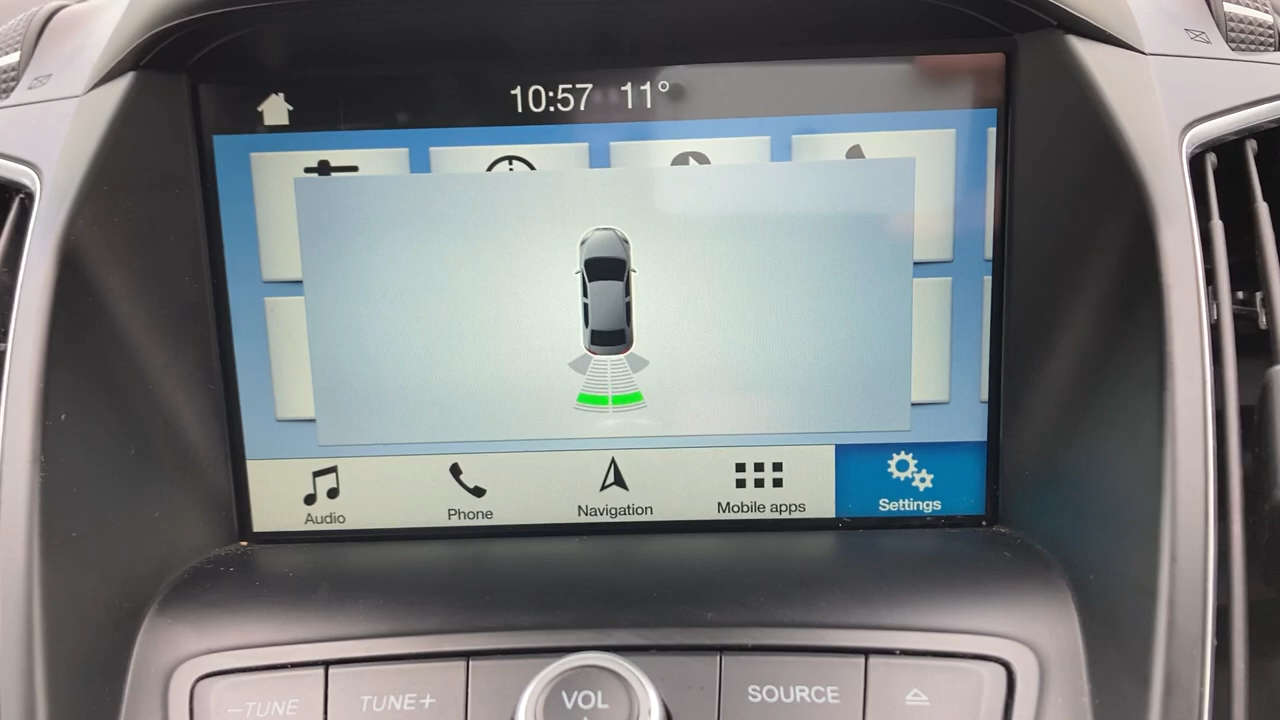 10:57 11°
Audio
Phone
Navigation
Mobile apps
Settings
–TUNE
TUNE+
VOL
SOURCE